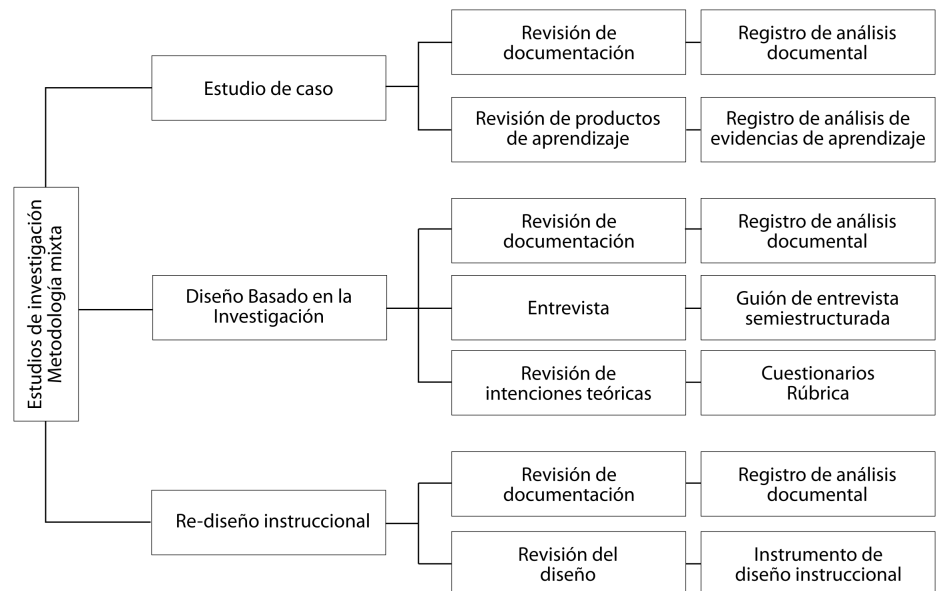 Estudios de investigación
Metodología mixta
Estudio de caso
Revisión de
documentación
Registro de análisis
documental
Revisión de productos
de aprendizaje
Registro de análisis de
evidencias de aprendizaje
Diseño Basado en la
Investigación
Revisión de
documentación
Registro de análisis
documental
Entrevista
Guión de entrevista
semiestructurada
Revisión de
intenciones teóricas
Cuestionarios
Rúbrica
Re-diseño instruccional
Revisión de
documentación
Registro de análisis
documental
Revisión del
diseño
Instrumento de
diseño instruccional